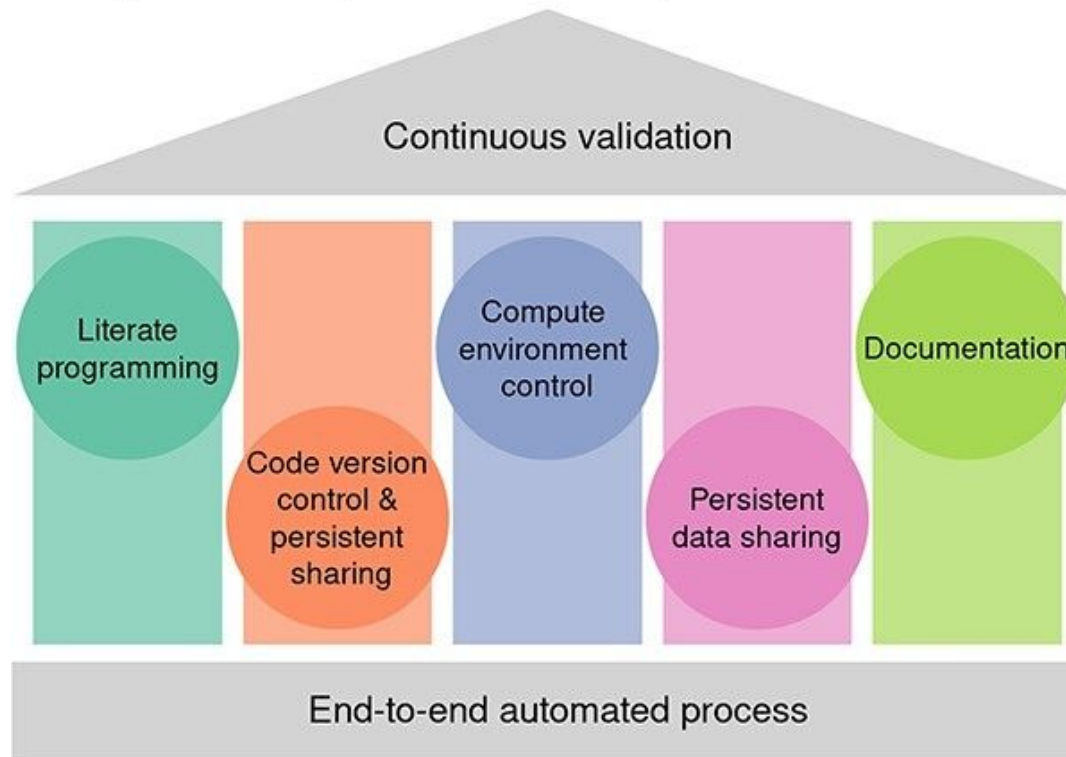 Continuous validation
Literate
programming
Code version
control &
persistent
sharing
Compute
environment
control
Persistent
data sharing
Documentation
End-to-end automated process